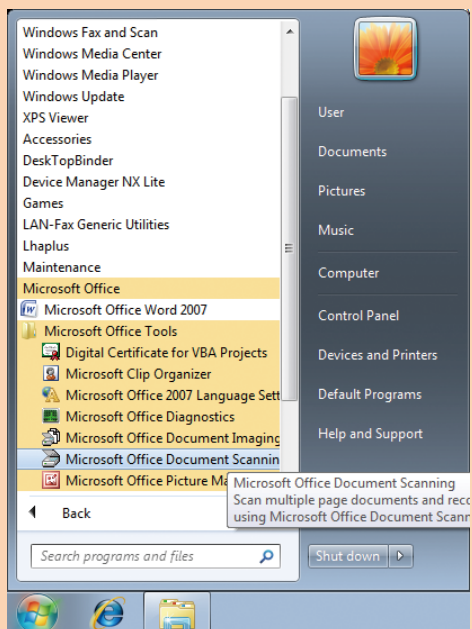 Windows Fax and Scan
Windows Media Center
Windows Media Player
Windows Update
XPS Viewer
Accessories
DeskTopBinder
Device Manager NX Lite
Games
LAN-Fax Generic Utilities
Lhaplus
Maintenance
Microsoft Office
Microsoft Office Word 2007
Microsoft Office Tools
Digital Certificate for VBA Projects
Microsoft Clip Organizer
Microsoft Office 2007 Language Sett
Microsoft Office Diagnostics
Microsoft Office Document Imaging
Microsoft Office Document Scannin
Microsoft Office Picture Ma
Back
Search programs and files
User
Documents
Pictures
Music
Computer
Control Panel
Devices and Printers
Default Programs
Help and Support
Microsoft Office Document Scanning
Scan multiple page documents and reco
using Microsoft Office Document Scann
Shut down